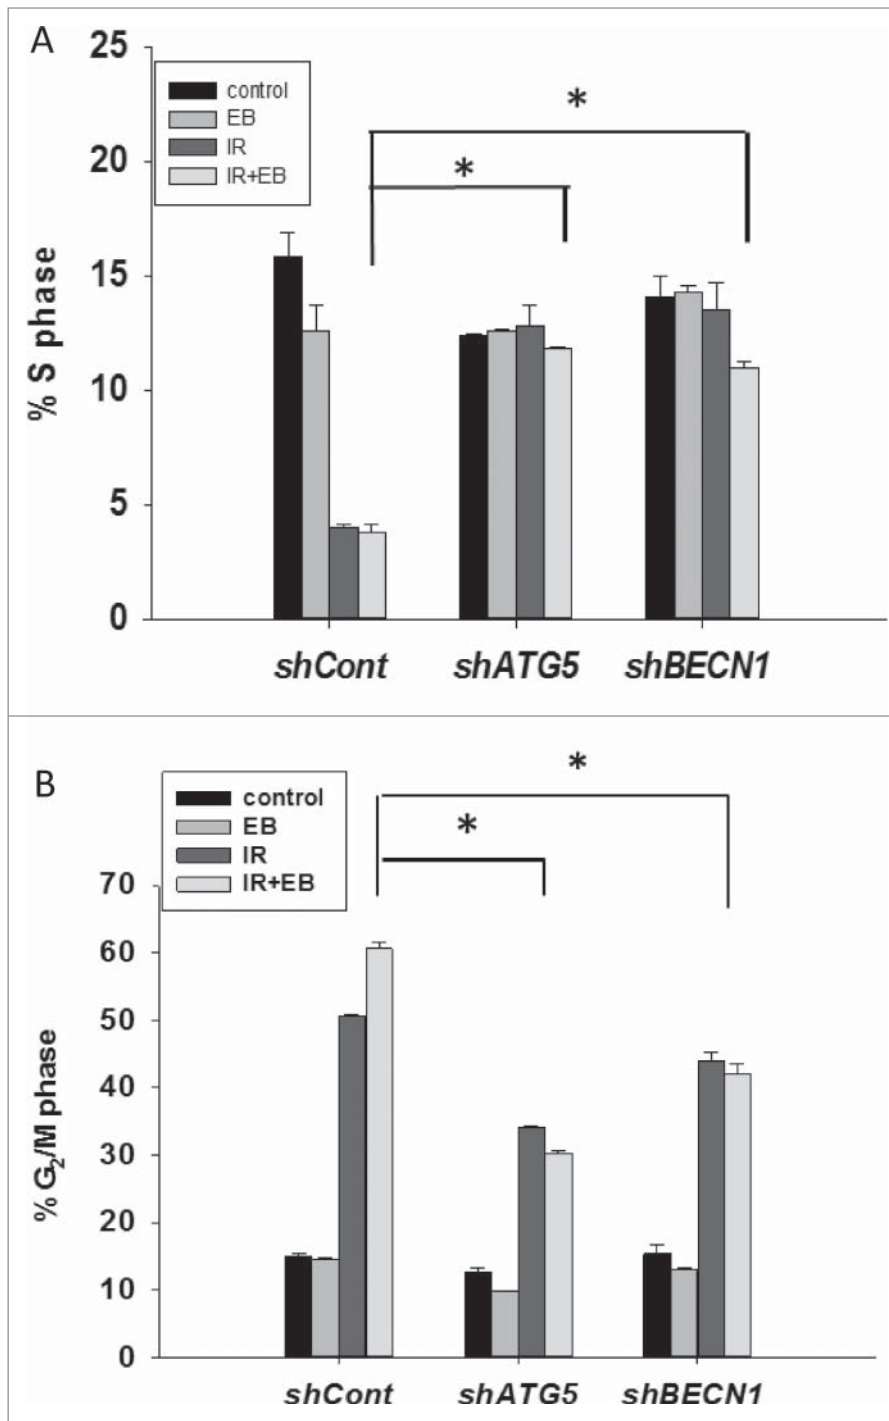 A
25
20
15
10
5
0
% S phase
control
EB
IR
IR+EB
*
*
shCont shATG5 shBECN1
B
70
60
50
40
30
20
10
0
% G₂/M phase
control
EB
IR
IR+EB
*
*
shCont shATG5 shBECN1